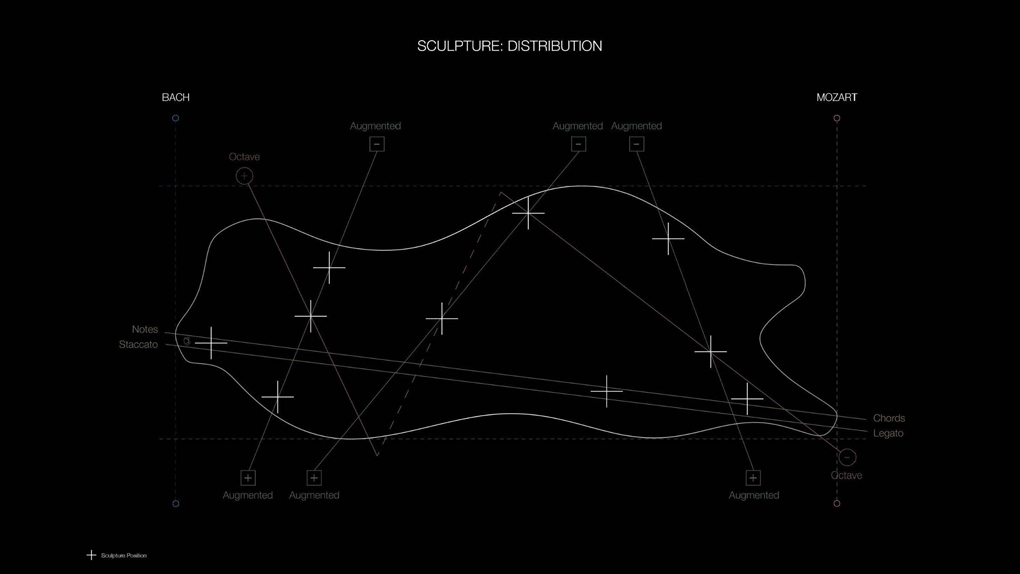 SCULPTURE: DISTRIBUTION
BACH
MOZART
Augmented
Augmented
Augmented
Octave
Notes
Staccato
Chords
Legato
Octave
Augmented
Augmented
Augmented
Sculpture Position